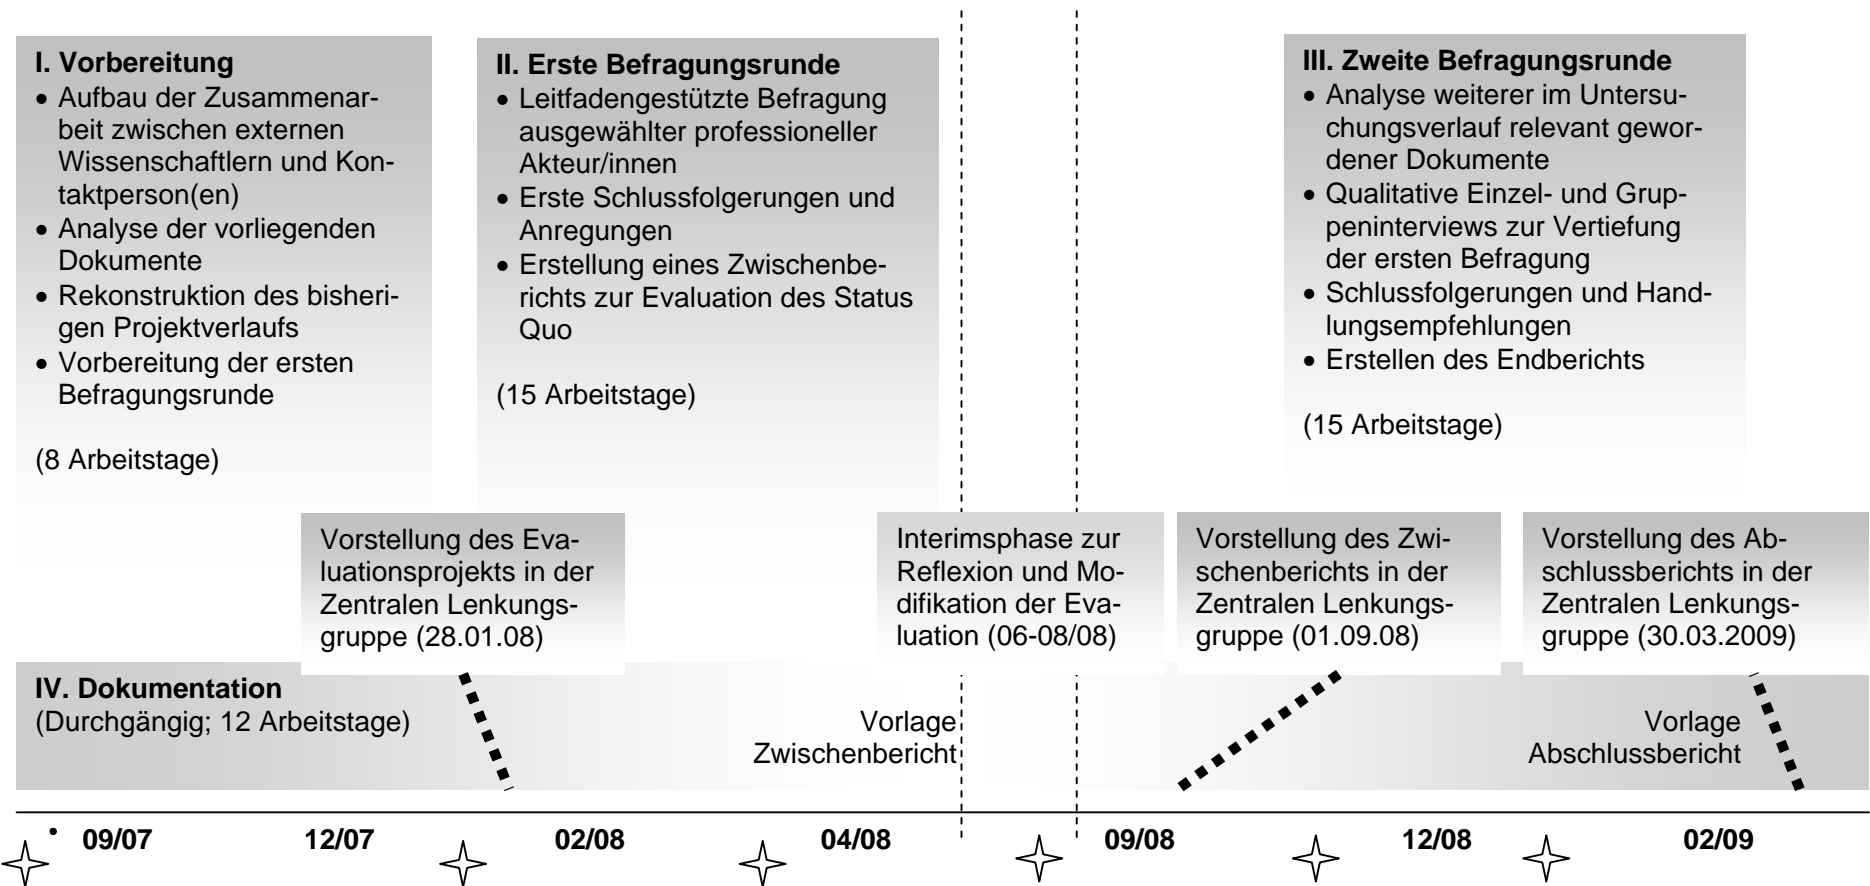 I. Vorbereitung
• Aufbau der Zusammenar-
beit zwischen externen
Wissenschaftlern und Kon-
taktperson(en)
• Analyse der vorliegenden
Dokumente
• Rekonstruktion des bisheri-
gen Projektverlaufs
• Vorbereitung der ersten
Befragungsrunde
(8 Arbeitstage)
II. Erste Befragungsrunde
• Leitfadengestützte Befragung
ausgewählter professioneller
Akteur/innen
• Erste Schlussfolgerungen und
Anregungen
• Erstellung eines Zwischenbe-
richts zur Evaluation des Status
Quo
(15 Arbeitstage)
III. Zweite Befragungsrunde
• Analyse weiterer im Untersu-
chungsverlauf relevant gewor-
dener Dokumente
• Qualitative Einzel- und Grup-
peninterviews zur Vertiefung
der ersten Befragung
• Schlussfolgerungen und Hand-
lungsempfehlungen
• Erstellen des Endberichts
(15 Arbeitstage)
Vorstellung des Eva-
luationsprojekts in der
Zentralen Lenkungs-
gruppe (28.01.08)
Interimsphase zur
Reflexion und Mo-
difikation der Eva-
luation (06-08/08)
Vorstellung des Zwi-
schenberichts in der
Zentralen Lenkungs-
gruppe (01.09.08)
Vorstellung des Ab-
schlussberichts in der
Zentralen Lenkungs-
gruppe (30.03.2009)
IV. Dokumentation
(Durchgängig; 12 Arbeitstage)
Vorlage
Zwischenbericht
Vorlage
Abschlussbericht
• 09/07 12/07 02/08 04/08 09/08 12/08 02/09